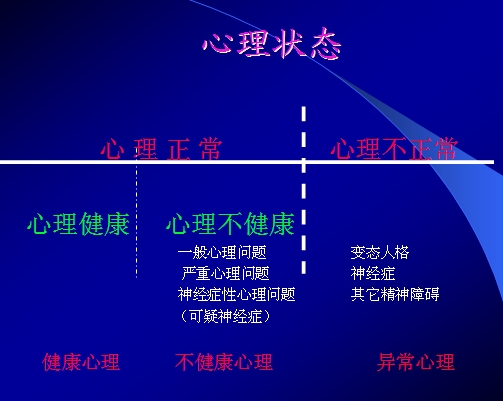 心理状态
心理正常 心理不正常
心理健康 心理不健康
一般心理问题 变态人格
严重心理问题 神经症
神经症性心理问题 其它精神障碍
（可疑神经症）
健康心理 不健康心理 异常心理